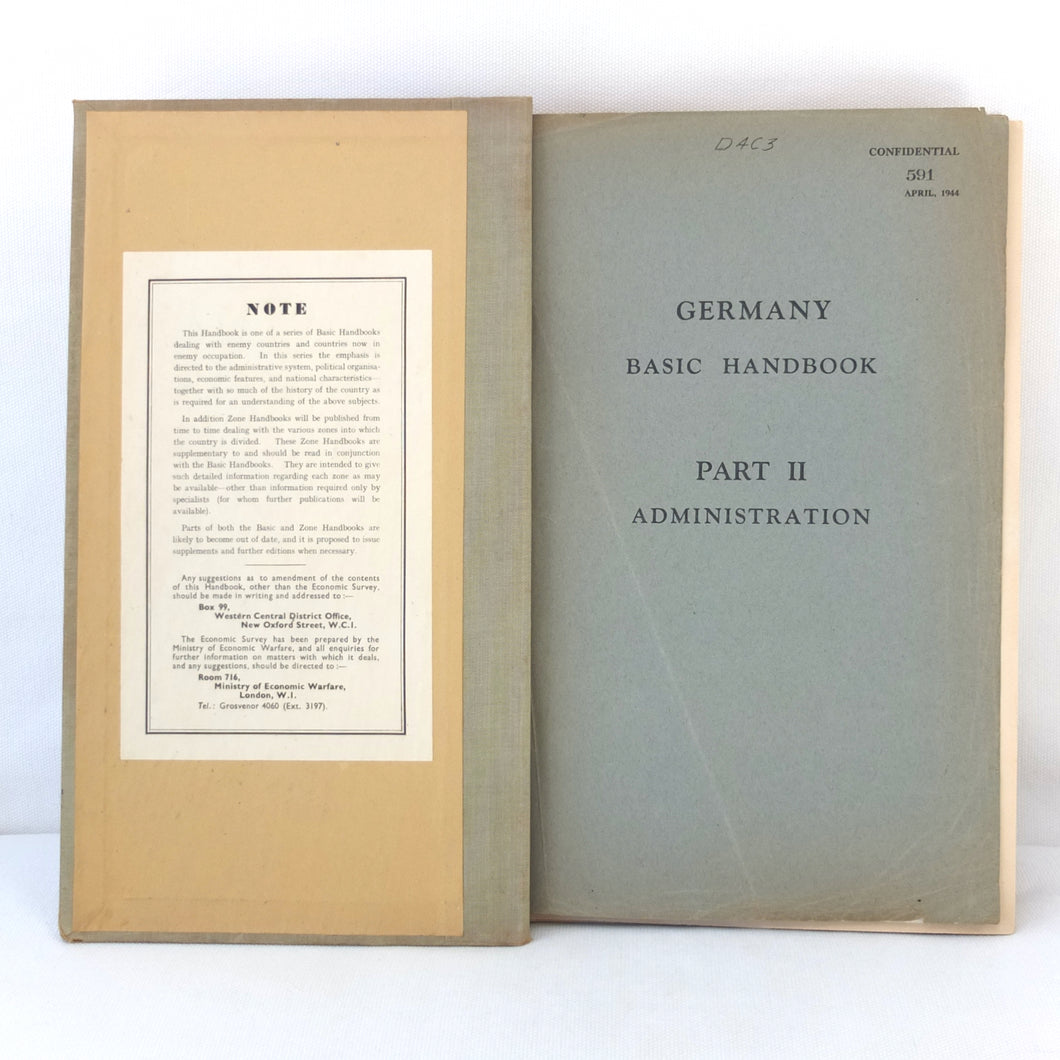 NOTE
This Handbook is one of a series of Basic Handbooks
dealing with enemy countries and countries now in
enemy occupation. In this series the emphasis is
directed to the administrative system, political organisa-
tions, economic features, and national characteristics—
together with so much of the history of the country as
is required for an understanding of the above subjects.
In addition Zone Handbooks will be published from
time to time dealing with the various zones into which
the country is divided. These Zone Handbooks are
supplementary to and should be read in conjunction
with the Basic Handbooks. They are intended to give
such detailed information regarding each zone as may
be available—other than information required only by
specialists (for whom further publications will be
available).
Parts of both the Basic and Zone Handbooks are
likely to become out of date, and it is proposed to issue
supplements and further editions when necessary.
Any suggestions as to amendment of the contents
of this Handbook, other than the Economic Survey,
should be made in writing and addressed to :—
Box 99,
Western Central District Office,
New Oxford Street, W.C.1.
The Economic Survey has been prepared by the
Ministry of Economic Warfare, and all enquiries for
further information on matters with which it deals,
and any suggestions, should be directed to :—
Room 716,
Ministry of Economic Warfare,
London, W.1.
Tel.: Grosvenor 4060 (Ext. 3197).
D4C3
CONFIDENTIAL
591
APRIL, 1944
GERMANY
BASIC HANDBOOK
PART II
ADMINISTRATION